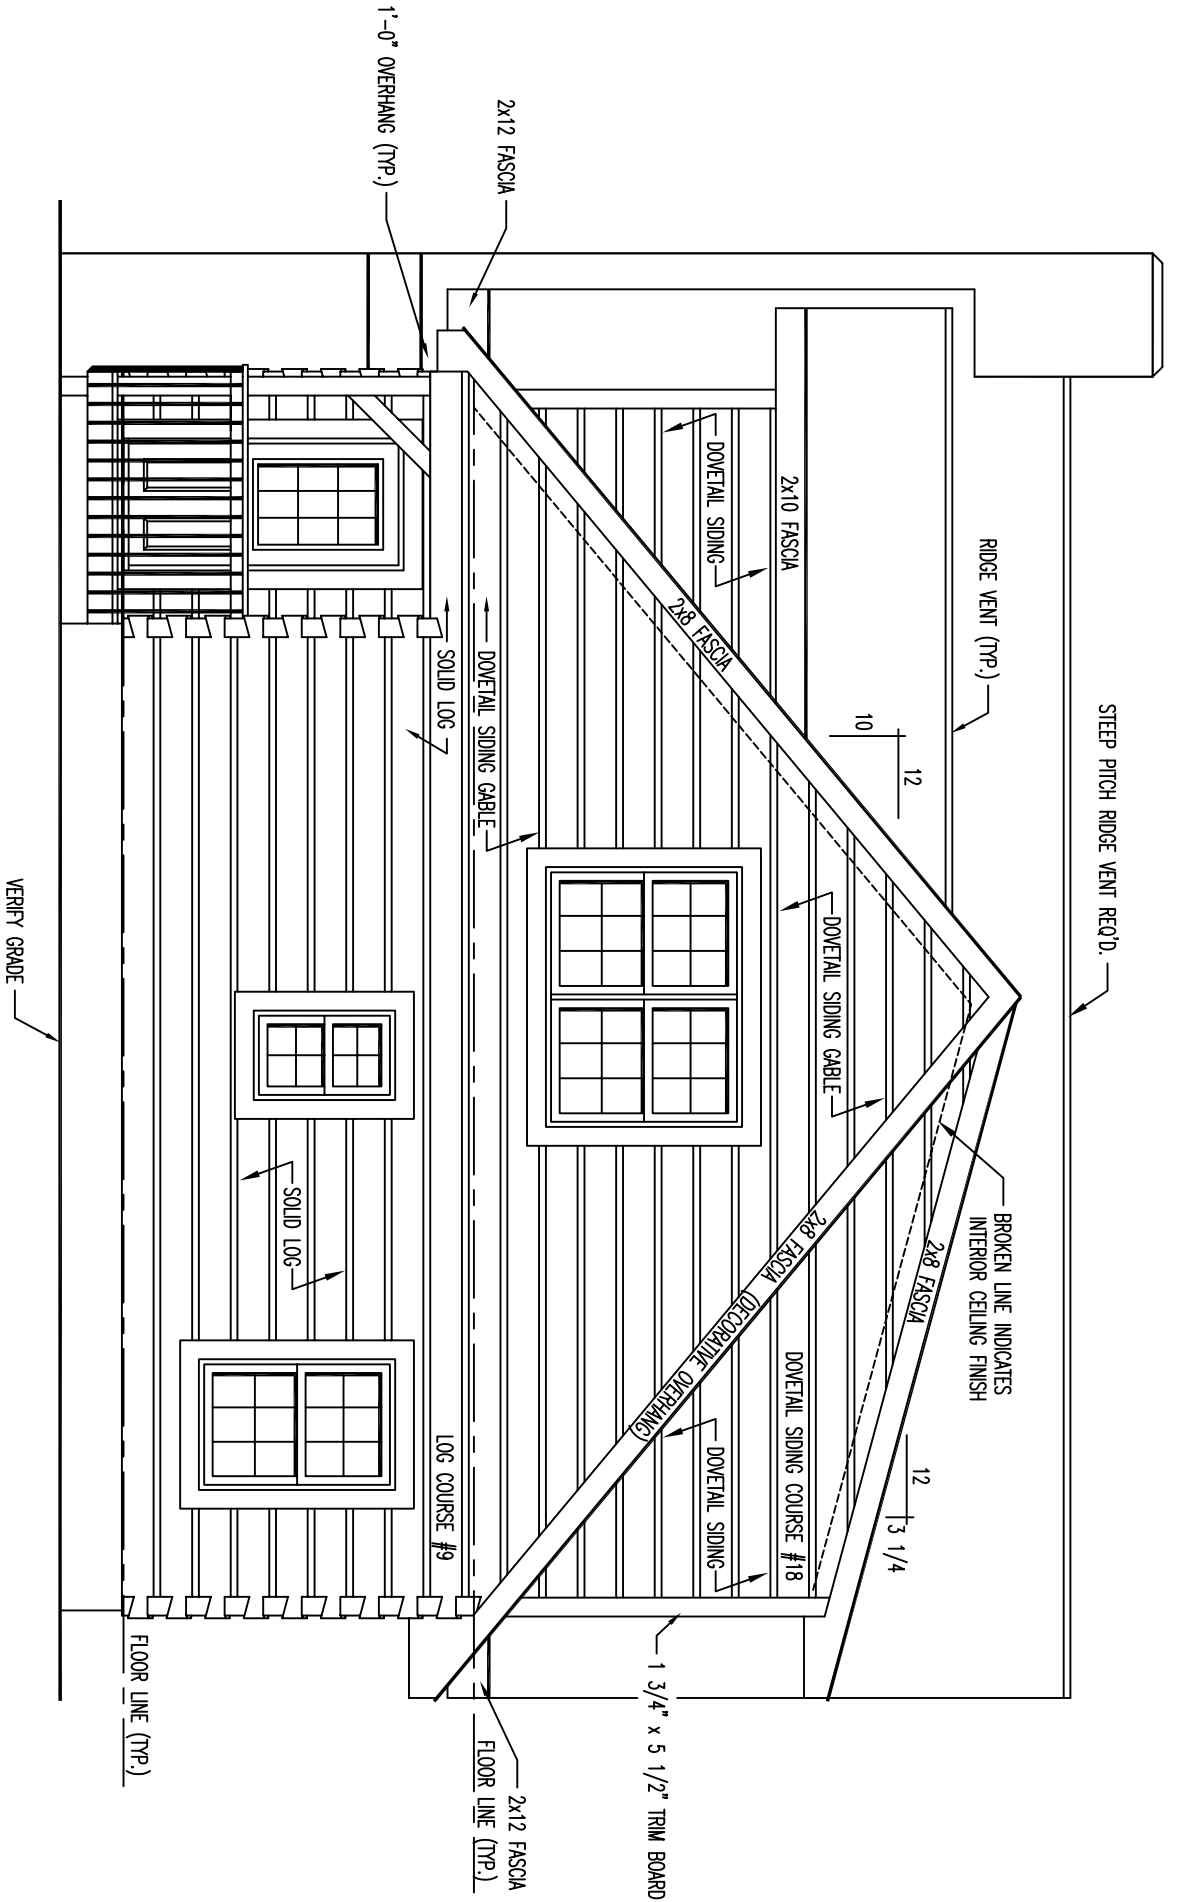 STEEP PITCH RIDGE VENT REQ'D.
RIDGE VENT (TYP.)
BROKEN LINE INDICATES
INTERIOR CEILING FINISH
12
10
12
3 1/4
2x8 FASCIA
2x10 FASCIA
DOVETAIL SIDING
2x8 FASCIA
DOVETAIL SIDING GABLE
2x8 FASCIA (DECORATIVE OVERHANG)
DOVETAIL SIDING COURSE #18
DOVETAIL SIDING
1 3/4" x 5 1/2" TRIM BOARD
2x12 FASCIA
2x12 FASCIA
DOVETAIL SIDING GABLE
FLOOR LINE (TYP.)
SOLID LOG
LOG COURSE #9
1'-0" OVERHANG (TYP.)
SOLID LOG
FLOOR LINE (TYP.)
VERIFY GRADE